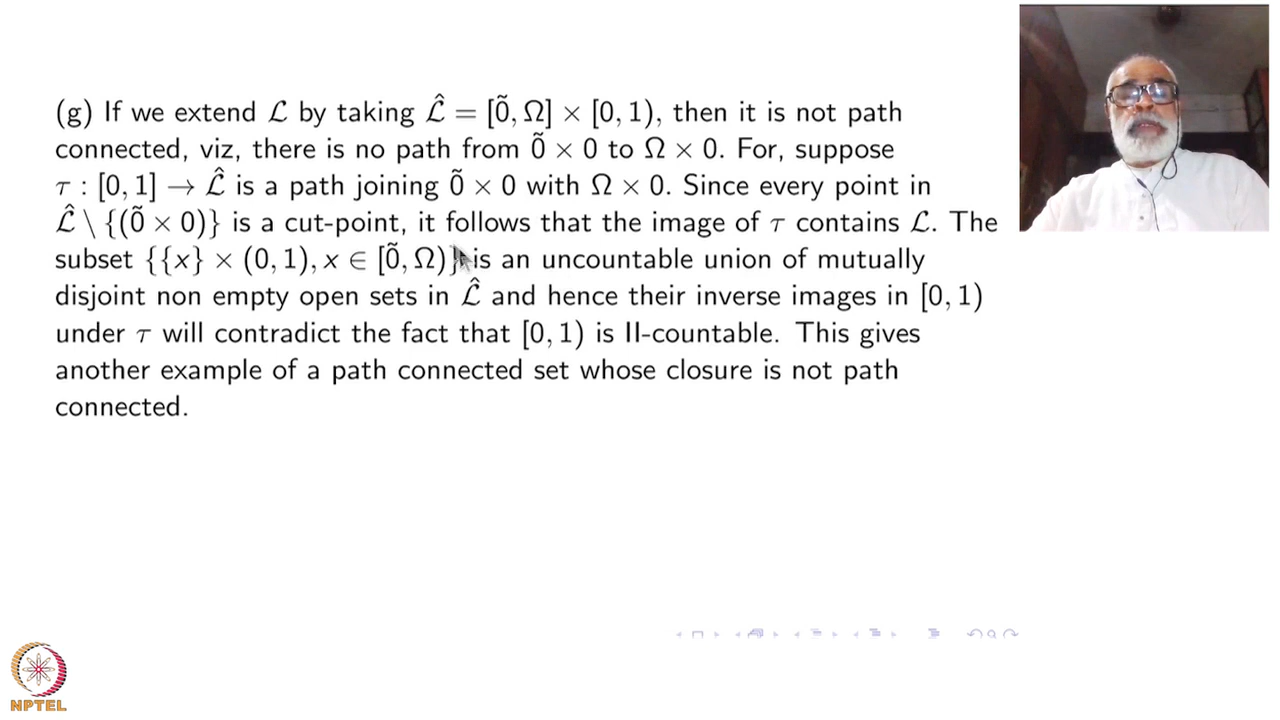 (g) If we extend ℒ by taking ℒ̂ = [0̃, Ω] × [0, 1), then it is not path
connected, viz, there is no path from 0̃ × 0 to Ω × 0. For, suppose
τ : [0, 1] → ℒ̂ is a path joining 0̃ × 0 with Ω × 0. Since every point in
ℒ̂ \ {(0̃ × 0)} is a cut-point, it follows that the image of τ contains ℒ. The
subset {{x} × (0, 1), x ∈ [0̃, Ω)} is an uncountable union of mutually
disjoint non empty open sets in ℒ̂ and hence their inverse images in [0, 1)
under τ will contradict the fact that [0, 1) is II-countable. This gives
another example of a path connected set whose closure is not path
connected.
NPTEL